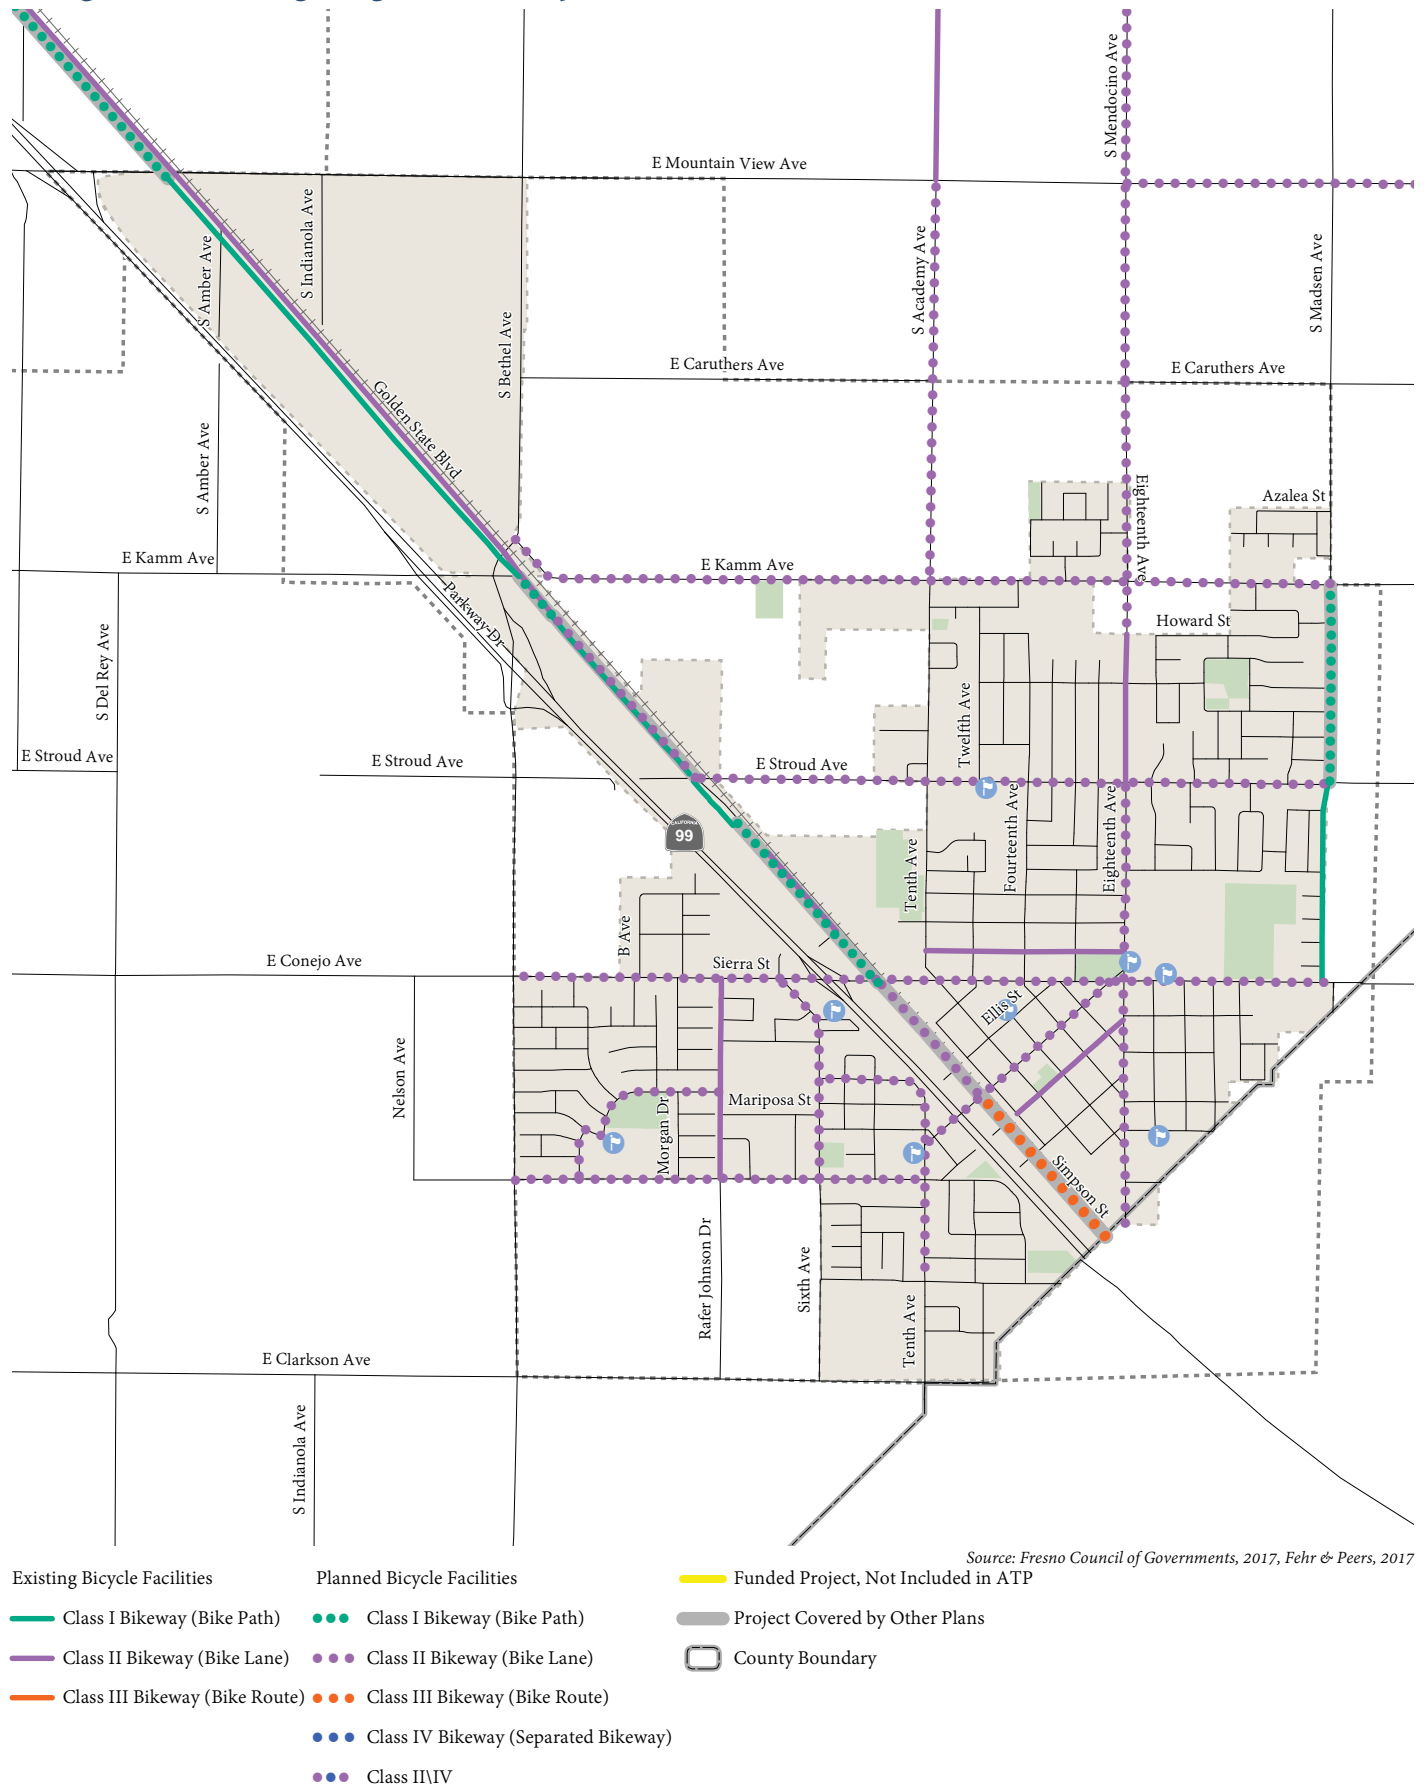 S Mendocino Ave
E Mountain View Ave
S Indianola Ave
S Amber Ave
S Academy Ave
S Madsen Ave
S Bethel Ave
E Caruthers Ave
E Caruthers Ave
Golden State Blvd
S Amber Ave
Eighteenth Ave
Azalea St
E Kamm Ave
E Kamm Ave
Parkway Dr
Howard St
S Del Rey Ave
Twelfth Ave
E Stroud Ave
E Stroud Ave
E Stroud Ave
CALIFORNIA
99
Fourteenth Ave
Eighteenth Ave
Tenth Ave
B Ave
E Conejo Ave
Sierra St
Ellis St
Nelson Ave
Mariposa St
Morgan Dr
Simpson St
Rafer Johnson Dr
Sixth Ave
Tenth Ave
E Clarkson Ave
S Indianola Ave
Source: Fresno Council of Governments, 2017, Fehr & Peers, 2017
Existing Bicycle Facilities
Class I Bikeway (Bike Path)
Class II Bikeway (Bike Lane)
Class III Bikeway (Bike Route)
Planned Bicycle Facilities
Class I Bikeway (Bike Path)
Class II Bikeway (Bike Lane)
Class III Bikeway (Bike Route)
Class IV Bikeway (Separated Bikeway)
Class II\IV
Funded Project, Not Included in ATP
Project Covered by Other Plans
County Boundary